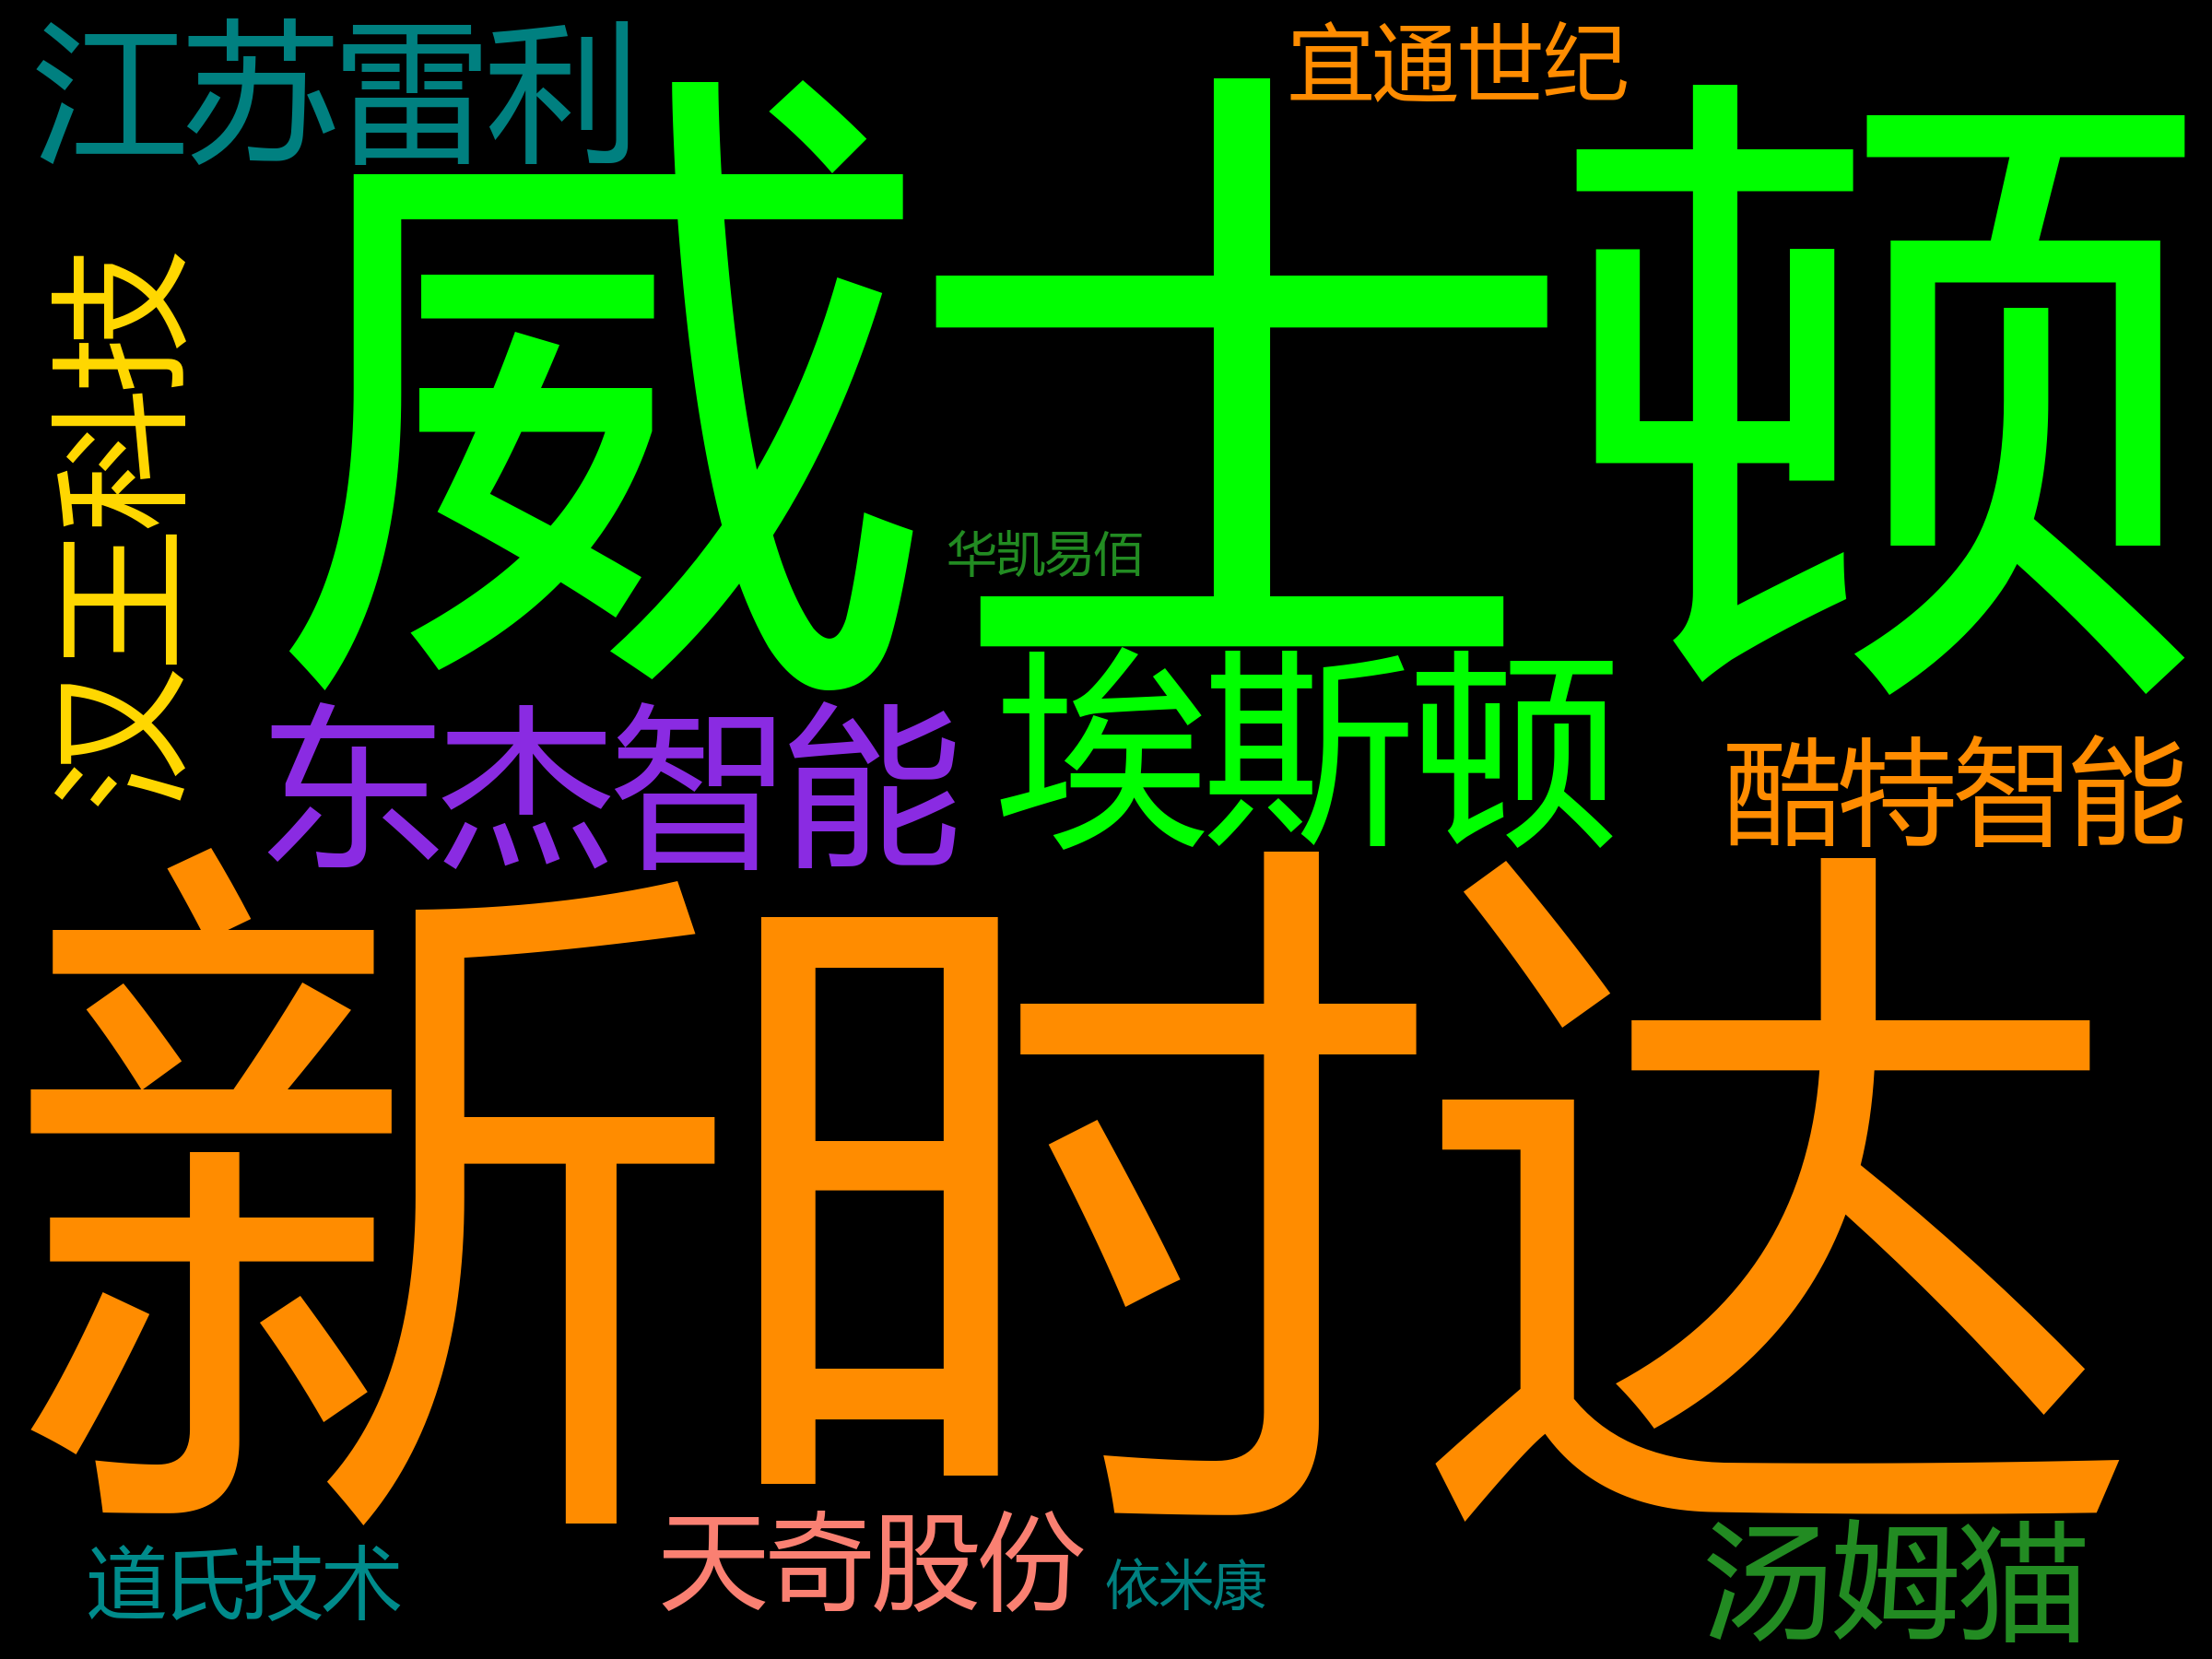 江苏雷利
宜通世纪
威士顿
汉王科技
华凯易佰
埃斯顿
东杰智能
酷特智能
新时达
天奇股份
道氏技术
依米康
汤姆猫